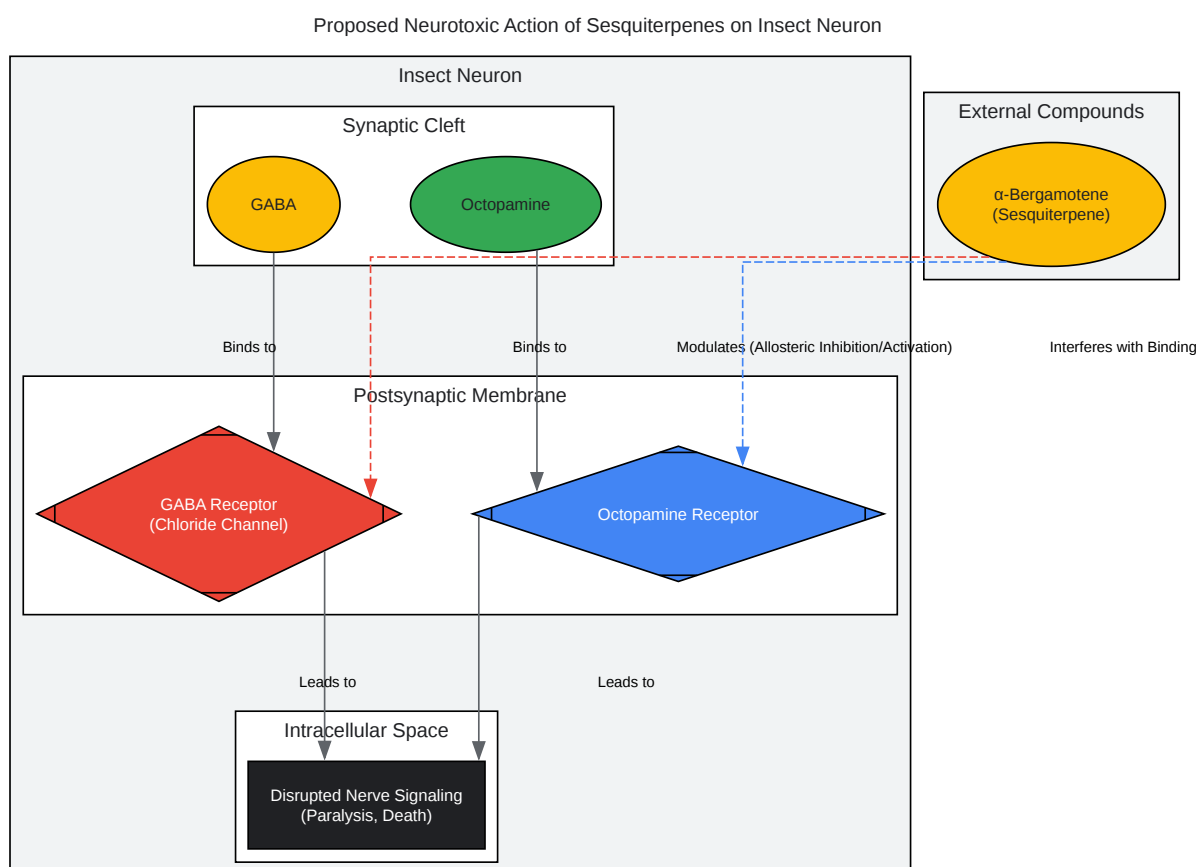 Proposed Neurotoxic Action of Sesquiterpenes on Insect Neuron
Insect Neuron
Synaptic Cleft
External Compounds
GABA
Octopamine
α-Bergamotene
(Sesquiterpene)
Binds to
Binds to
Modulates (Allosteric Inhibition/Activation)
Interferes with Binding
Postsynaptic Membrane
GABA Receptor
(Chloride Channel)
Octopamine Receptor
Leads to
Leads to
Intracellular Space
Disrupted Nerve Signaling
(Paralysis, Death)